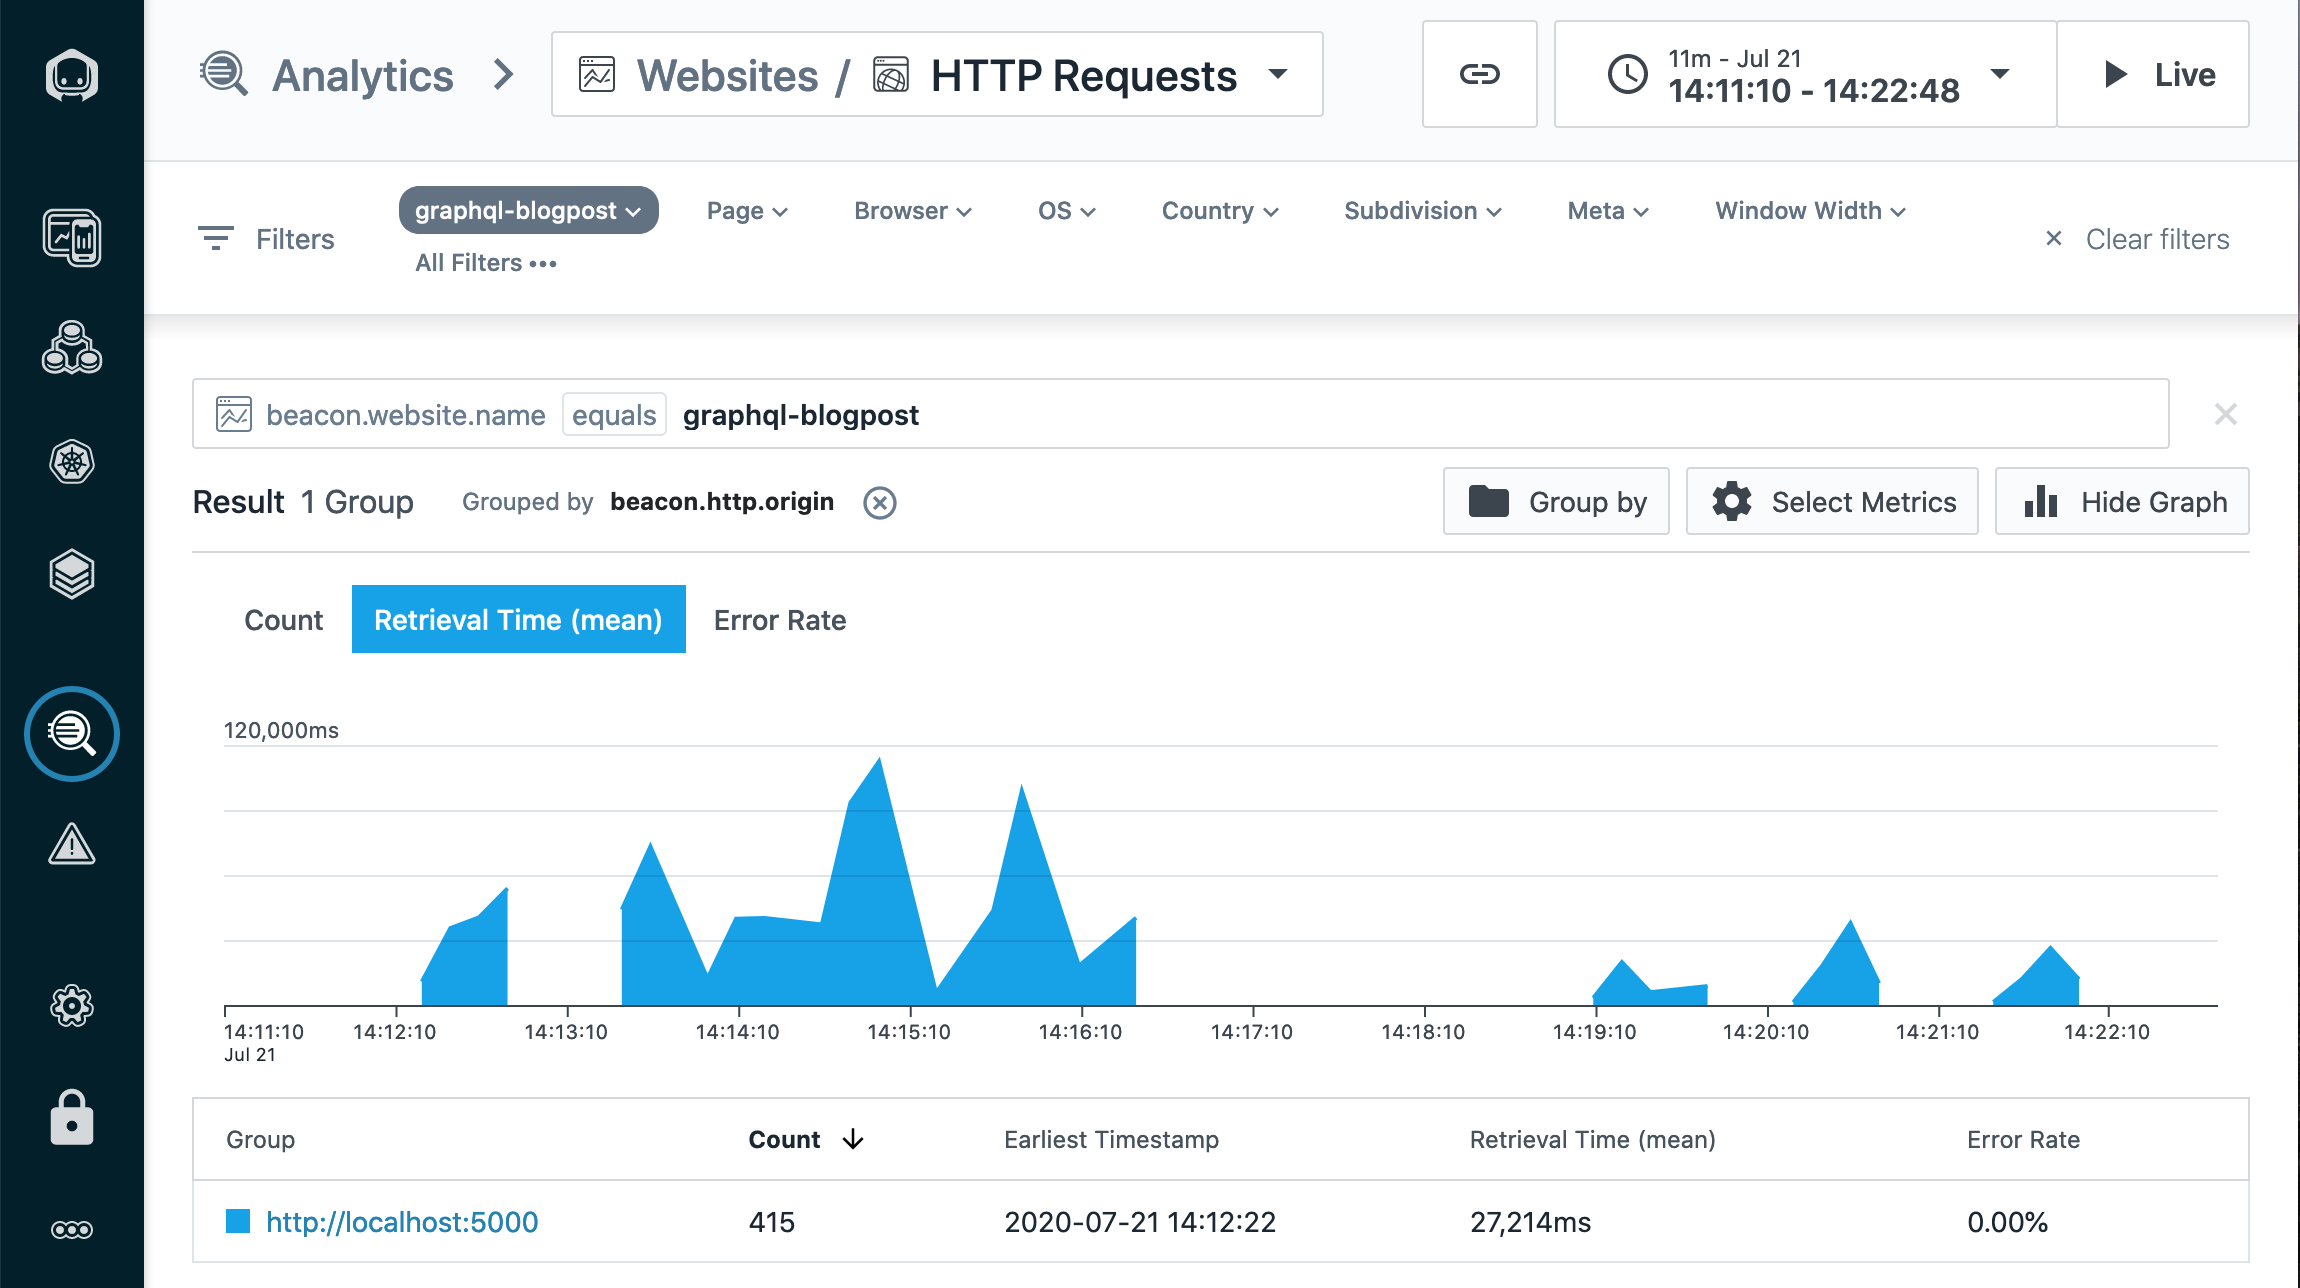 Analytics
Websites / HTTP Requests
11m - Jul 21
14:11:10 - 14:22:48
Live
Filters
graphql-blogpost
Page
Browser
OS
Country
Subdivision
Meta
Window Width
All Filters •••
× Clear filters
beacon.website.name equals graphql-blogpost
Result 1 Group Grouped by beacon.http.origin
Group by
Select Metrics
Hide Graph
Count
Retrieval Time (mean)
Error Rate
120,000ms
14:11:10 14:12:10 14:13:10 14:14:10 14:15:10 14:16:10 14:17:10 14:18:10 14:19:10 14:20:10 14:21:10 14:22:10
Jul 21
Group Count ↓ Earliest Timestamp Retrieval Time (mean) Error Rate
http://localhost:5000 415 2020-07-21 14:12:22 27,214ms 0.00%